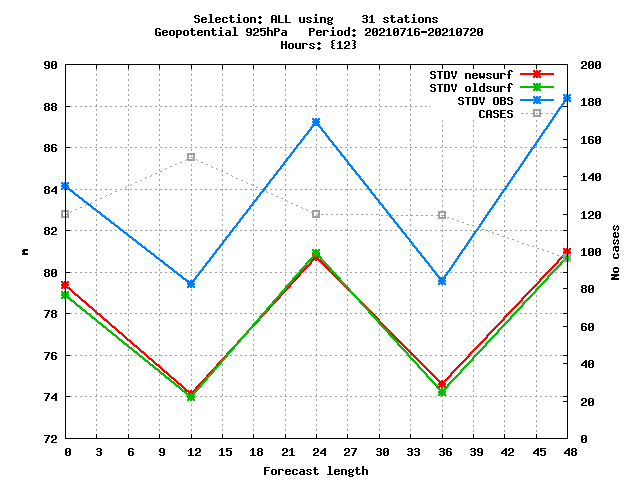 Selection: ALL using    31 stations
Geopotential 925hPa   Period: 20210716-20210720
Hours: {12}
90 200
STDV newsurf
STDV oldsurf
STDV OBS
CASES
88 180
86 160
84 140
82 120
m
No cases
80 100
78 80
76 60
74 40
20
72 0
0 3 6 9 12 15 18 21 24 27 30 33 36 39 42 45 48
Forecast length